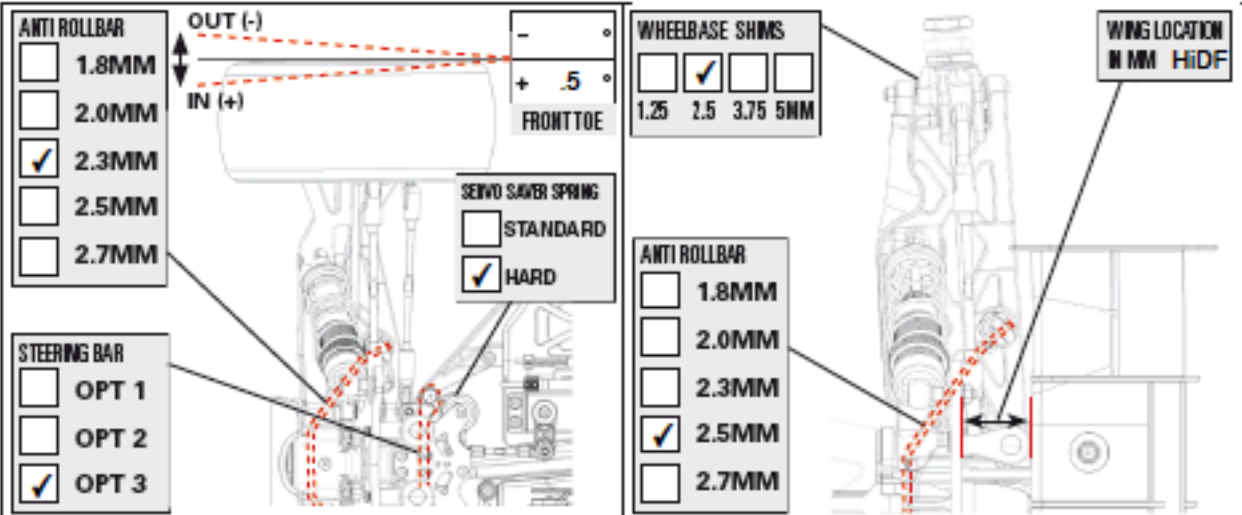 ANTI ROLLBAR
1.8MM
2.0MM
✓ 2.3MM
2.5MM
2.7MM
OUT (-)
IN (+)
- °
+ .5 °
FRONT TOE
SERVO SAVER SPRING
STANDARD
✓ HARD
STEERING BAR
OPT 1
OPT 2
✓ OPT 3
WHEELBASE SHIMS
✓
1.25 2.5 3.75 5MM
WING LOCATION
IN MM HiDF
ANTI ROLLBAR
1.8MM
2.0MM
2.3MM
✓ 2.5MM
2.7MM